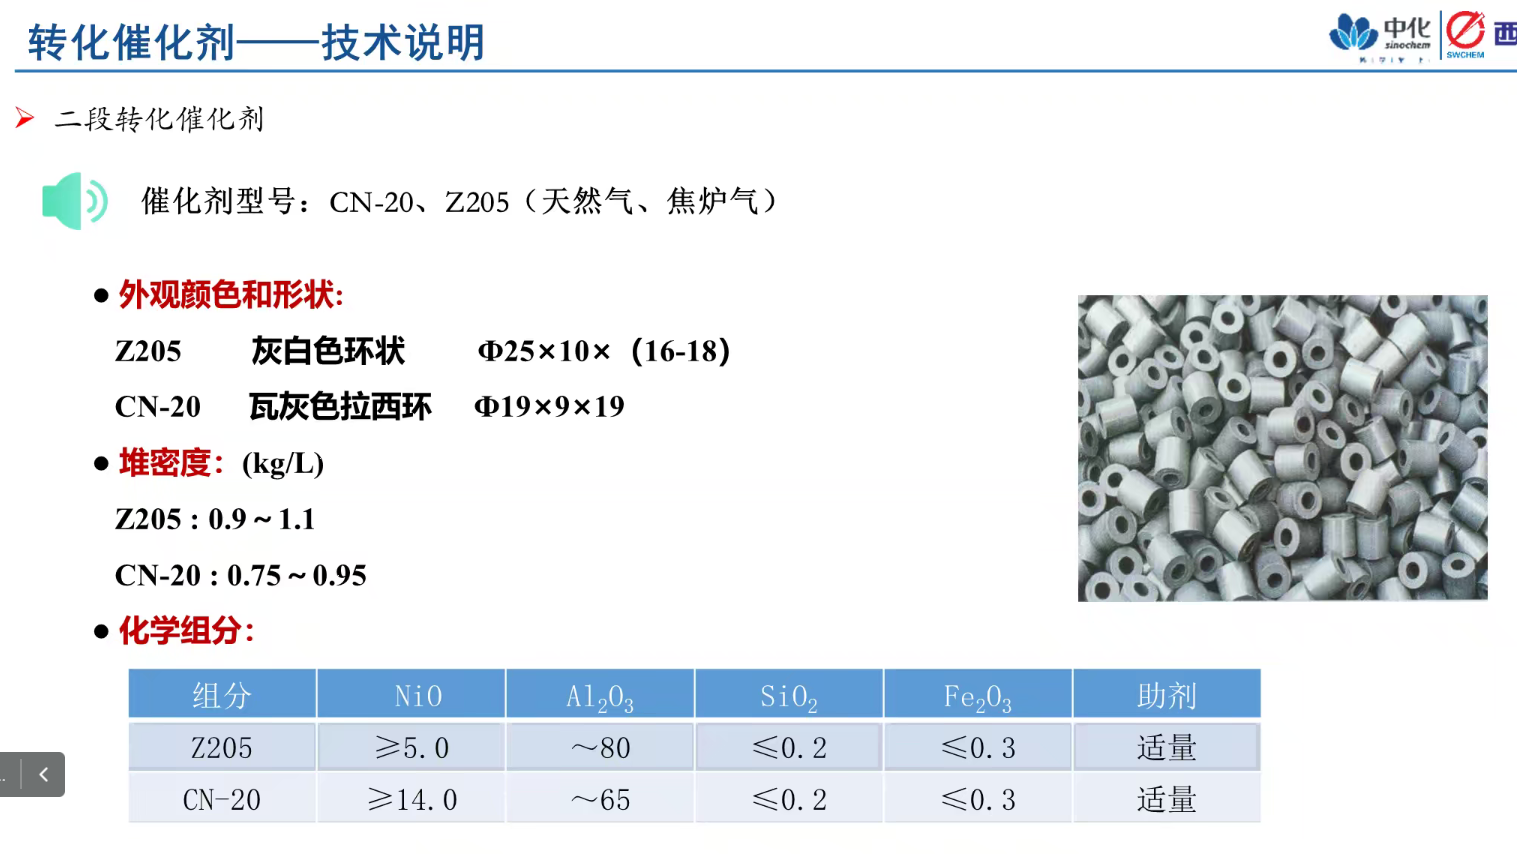 转化催化剂——技术说明
中化
sinochem
SWCHEM
西
二段转化催化剂
催化剂型号：CN-20、Z205（天然气、焦炉气）
外观颜色和形状:
Z205 灰白色环状 Φ25×10×（16-18）
CN-20 瓦灰色拉西环 Φ19×9×19
堆密度：(kg/L)
Z205 : 0.9～1.1
CN-20 : 0.75～0.95
化学组分：
组分 NiO Al₂O₃ SiO₂ Fe₂O₃ 助剂
Z205 ≥5.0 ～80 ≤0.2 ≤0.3 适量
CN-20 ≥14.0 ～65 ≤0.2 ≤0.3 适量